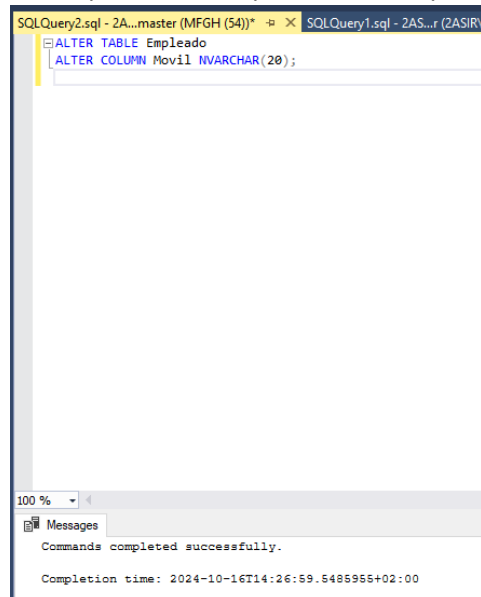 SQLQuery2.sql - 2A...master (MFGH (54))* SQLQuery1.sql - 2AS...r (2ASIR\
ALTER TABLE Empleado
ALTER COLUMN Movil NVARCHAR(20);
100 %
Messages
Commands completed successfully.
Completion time: 2024-10-16T14:26:59.5485955+02:00